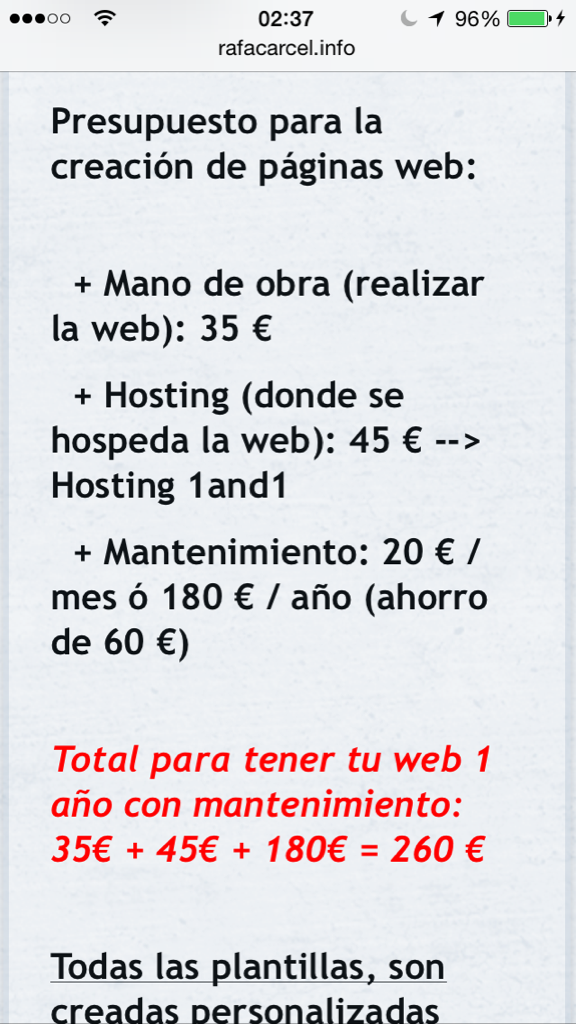 02:37
96%
rafacarcel.info
Presupuesto para la
creación de páginas web:
+ Mano de obra (realizar
la web): 35 €
+ Hosting (donde se
hospeda la web): 45 € -->
Hosting 1and1
+ Mantenimiento: 20 € /
mes ó 180 € / año (ahorro
de 60 €)
Total para tener tu web 1
año con mantenimiento:
35€ + 45€ + 180€ = 260 €
Todas las plantillas, son
creadas personalizadas